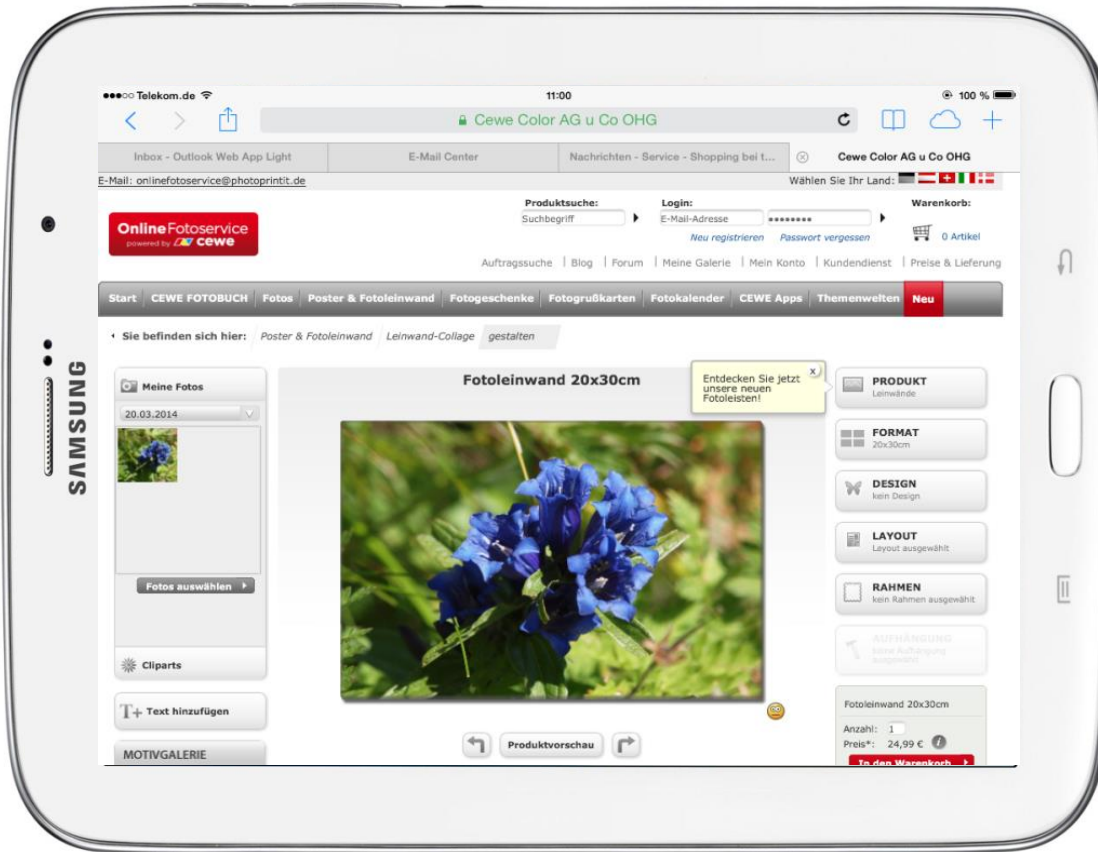 Telekom.de 11:00 100 %
Cewe Color AG u Co OHG
Inbox - Outlook Web App Light E-Mail Center Nachrichten - Service - Shopping bei t... Cewe Color AG u Co OHG
E-Mail: onlinefotoservice@photoprintit.de Wählen Sie Ihr Land:
Produktsuche: Login: Warenkorb:
Suchbegriff E-Mail-Adresse ••••••••
OnlineFotoservice
powered by cewe
Neu registrieren Passwort vergessen 0 Artikel
Auftragssuche | Blog | Forum | Meine Galerie | Mein Konto | Kundendienst | Preise & Lieferung
Start CEWE FOTOBUCH Fotos Poster & Fotoleinwand Fotogeschenke Fotogrußkarten Fotokalender CEWE Apps Themenwelten Neu
Sie befinden sich hier: Poster & Fotoleinwand Leinwand-Collage gestalten
Meine Fotos
20.03.2014
Fotos auswählen
Cliparts
T+ Text hinzufügen
MOTIVGALERIE
Fotoleinwand 20x30cm
Entdecken Sie jetzt
unsere neuen
Fotoleisten!
x
Produktvorschau
PRODUKT
Leinwände
FORMAT
20x30cm
DESIGN
kein Design
LAYOUT
Layout ausgewählt
RAHMEN
kein Rahmen ausgewählt
AUFHÄNGUNG
keine Aufhängung
ausgewählt
Fotoleinwand 20x30cm
Anzahl: 1
Preis*: 24,99 € i
In den Warenkorb
SAMSUNG